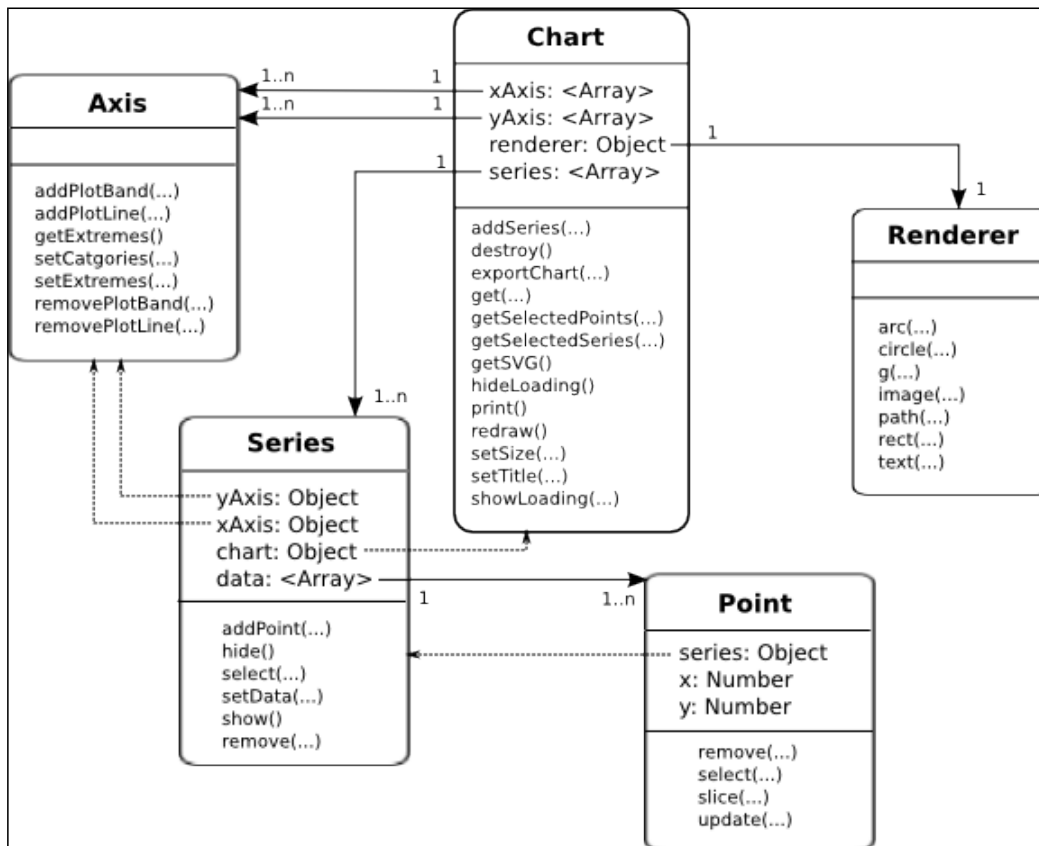 Chart
xAxis: <Array>
yAxis: <Array>
renderer: Object
series: <Array>
addSeries(...)
destroy()
exportChart(...)
get(...)
getSelectedPoints(...)
getSelectedSeries(...)
getSVG()
hideLoading()
print()
redraw()
setSize(...)
setTitle(...)
showLoading(...)
1..n
1
1..n
1
1
1
1
1..n
Axis
addPlotBand(...)
addPlotLine(...)
getExtremes()
setCatgories(...)
setExtremes(...)
removePlotBand(...)
removePlotLine(...)
Renderer
arc(...)
circle(...)
g(...)
image(...)
path(...)
rect(...)
text(...)
Series
yAxis: Object
xAxis: Object
chart: Object
data: <Array>
addPoint(...)
hide()
select(...)
setData(...)
show()
remove(...)
1
1..n
Point
series: Object
x: Number
y: Number
remove(...)
select(...)
slice(...)
update(...)